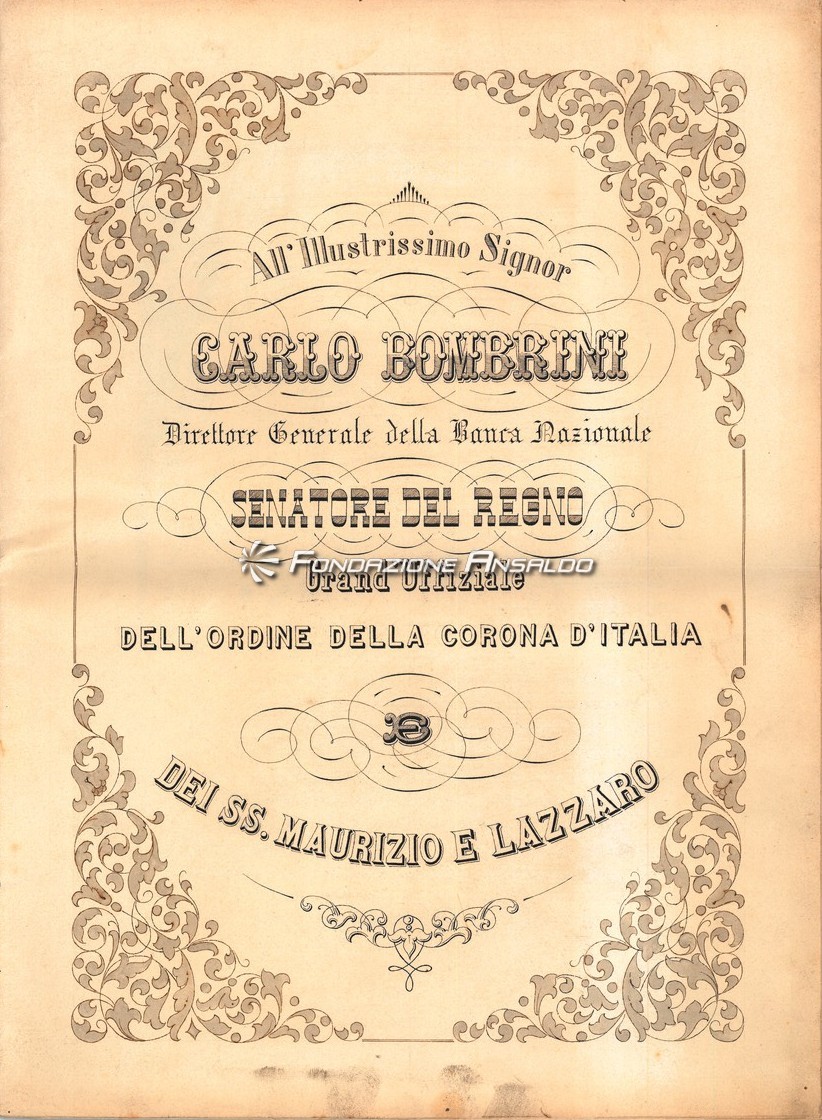 All' Illustrissimo Signor
CARLO BOMBRINI
Direttore Generale della Banca Nazionale
SENATORE DEL REGNO
FONDAZIONE ANSALDO
Grand Uffiziale
DELL'ORDINE DELLA CORONA D'ITALIA
E
DEI SS. MAURIZIO E LAZZARO